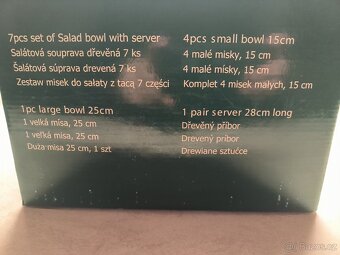 7pcs set of Salad bowl with server
Salátová souprava dřevěná 7 ks
Šalátová súprava drevená 7 ks
Zestaw misek do sałaty z tacą 7 części
4pcs small bowl 15cm
4 malé misky, 15 cm
4 malé misky, 15 cm
Komplet 4 misek małych, 15 cm
1pc large bowl 25cm
1 velká mísa, 25 cm
1 veľká misa, 25 cm
Duża misa 25 cm, 1 szt
1 pair server 28cm long
Dřevěný příbor
Drevený príbor
Drewiane sztućce
bazos.cz